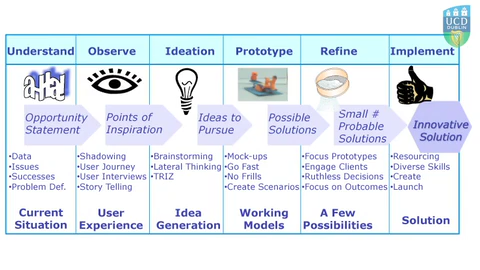 UCD
DUBLIN
Understand
Observe
Ideation
Prototype
Refine
Implement
Opportunity
Statement
Points of
Inspiration
Ideas to
Pursue
Possible
Solutions
Small #
Probable
Solutions
Innovative
Solution
•Data
•Issues
•Successes
•Problem Def.
•Shadowing
•User Journey
•User Interviews
•Story Telling
•Brainstorming
•Lateral Thinking
•TRIZ
•Mock-ups
•Go Fast
•No Frills
•Create Scenarios
•Focus Prototypes
•Engage Clients
•Ruthless Decisions
•Focus on Outcomes
•Resourcing
•Diverse Skills
•Create
•Launch
Current
Situation
User
Experience
Idea
Generation
Working
Models
A Few
Possibilities
Solution